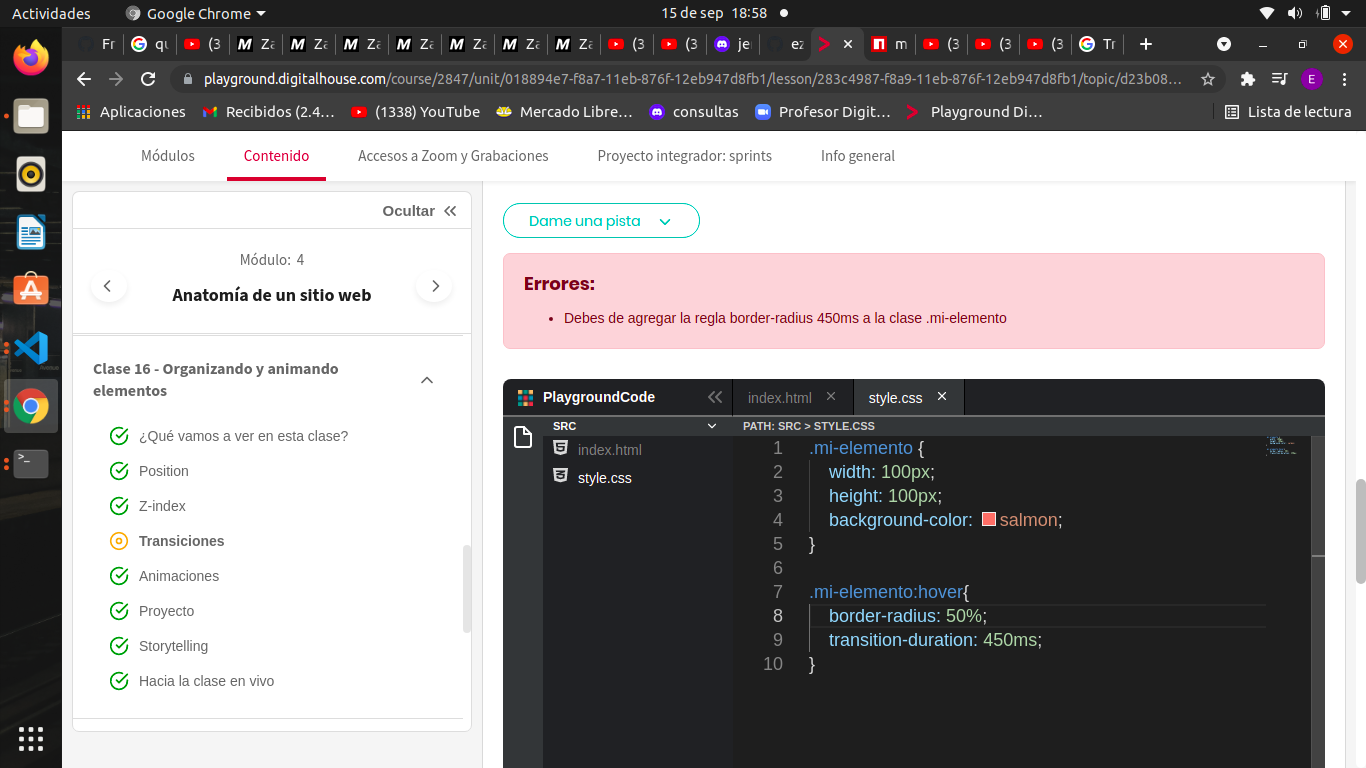 Actividades
Google Chrome
15 de sep 18:58
Fr
qu
(3
Za
Za
Za
Za
Za
Za
Za
(3
(3
je
ez
m
(3
(3
(3
Tr
playground.digitalhouse.com/course/2847/unit/018894e7-f8a7-11eb-876f-12eb947d8fb1/lesson/283c4987-f8a9-11eb-876f-12eb947d8fb1/topic/d23b08…
E
Aplicaciones
Recibidos (2.4…
(1338) YouTube
Mercado Libre…
consultas
Profesor Digit…
Playground Di…
Lista de lectura
Módulos
Contenido
Accesos a Zoom y Grabaciones
Proyecto integrador: sprints
Info general
Ocultar
Módulo: 4
Anatomía de un sitio web
Clase 16 - Organizando y animando
elementos
¿Qué vamos a ver en esta clase?
Position
Z-index
Transiciones
Animaciones
Proyecto
Storytelling
Hacia la clase en vivo
Dame una pista
Errores:
• Debes de agregar la regla border-radius 450ms a la clase .mi-elemento
PlaygroundCode
index.html
style.css
SRC
PATH: SRC > STYLE.CSS
index.html
style.css
1 .mi-elemento {
2 width: 100px;
3 height: 100px;
4 background-color: salmon;
5 }
6
7 .mi-elemento:hover{
8 border-radius: 50%;
9 transition-duration: 450ms;
10 }